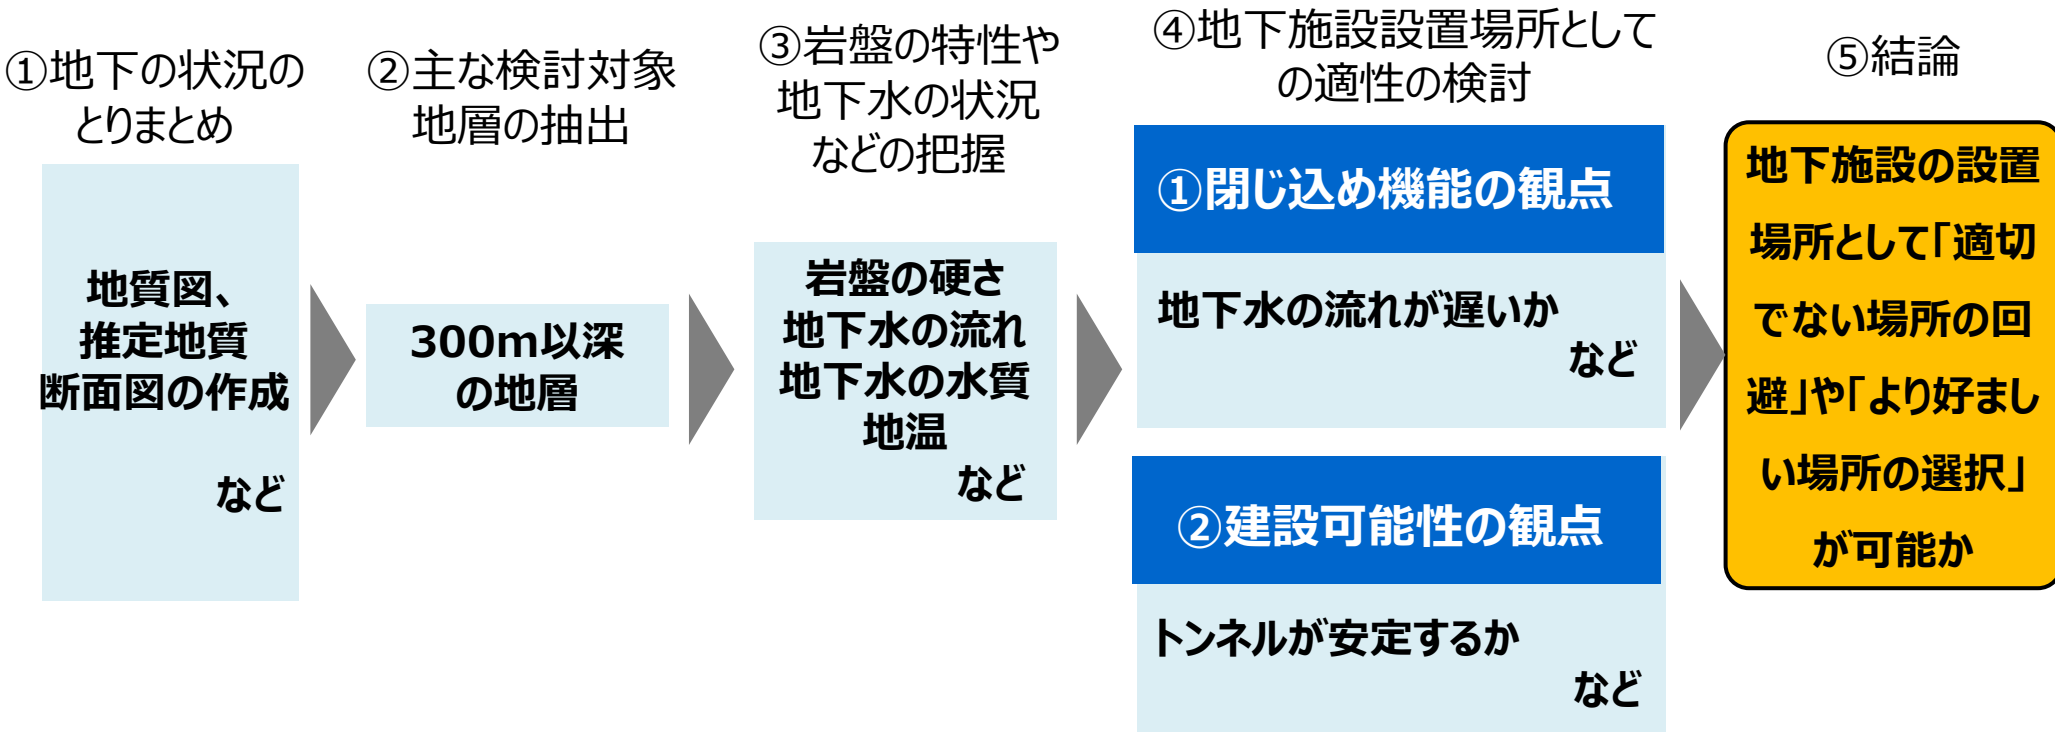 ①地下の状況の
とりまとめ
地質図、
推定地質
断面図の作成
など
②主な検討対象
地層の抽出
300m以深
の地層
③岩盤の特性や
地下水の状況
などの把握
岩盤の硬さ
地下水の流れ
地下水の水質
地温
など
④地下施設設置場所として
の適性の検討
①閉じ込め機能の観点
地下水の流れが遅いか
など
②建設可能性の観点
トンネルが安定するか
など
⑤結論
地下施設の設置
場所として「適切
でない場所の回
避」や「より好まし
い場所の選択」
が可能か